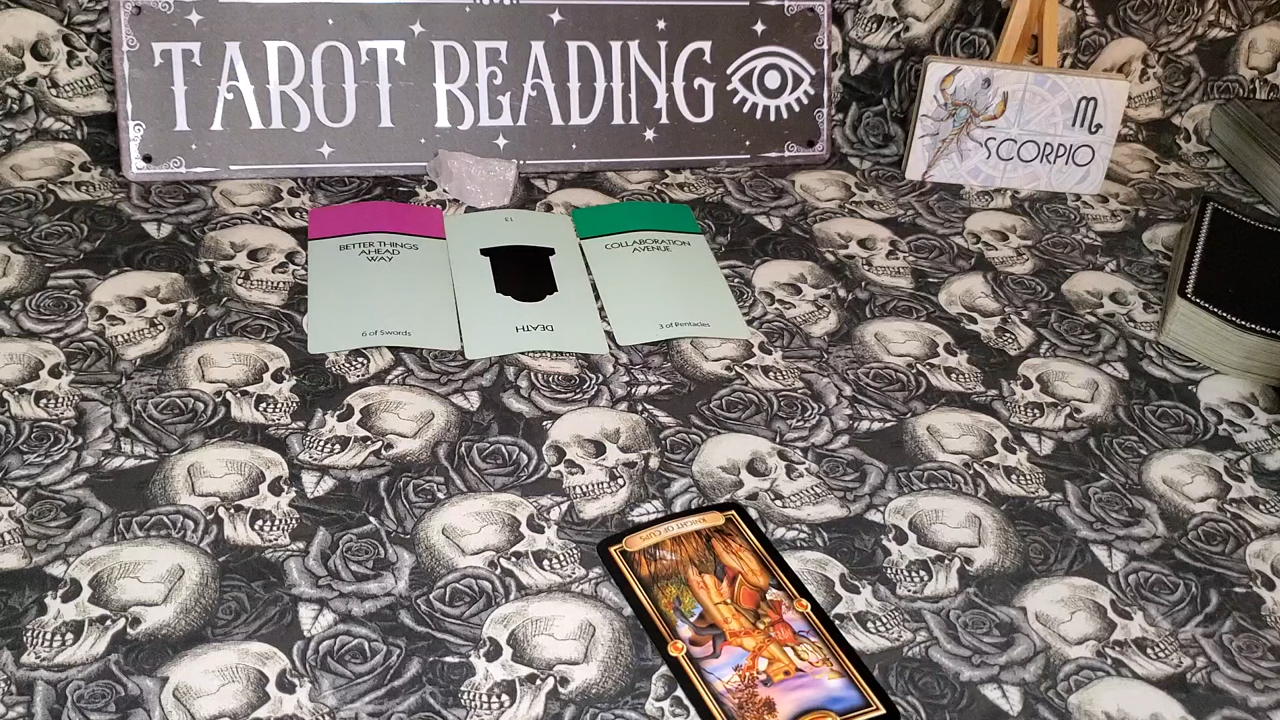 TAROT READING
♏
SCORPIO
BETTER THINGS
AHEAD
WAY
6 of Swords
13
DEATH
COLLABORATION
AVENUE
3 of Pentacles
KNIGHT OF CUPS